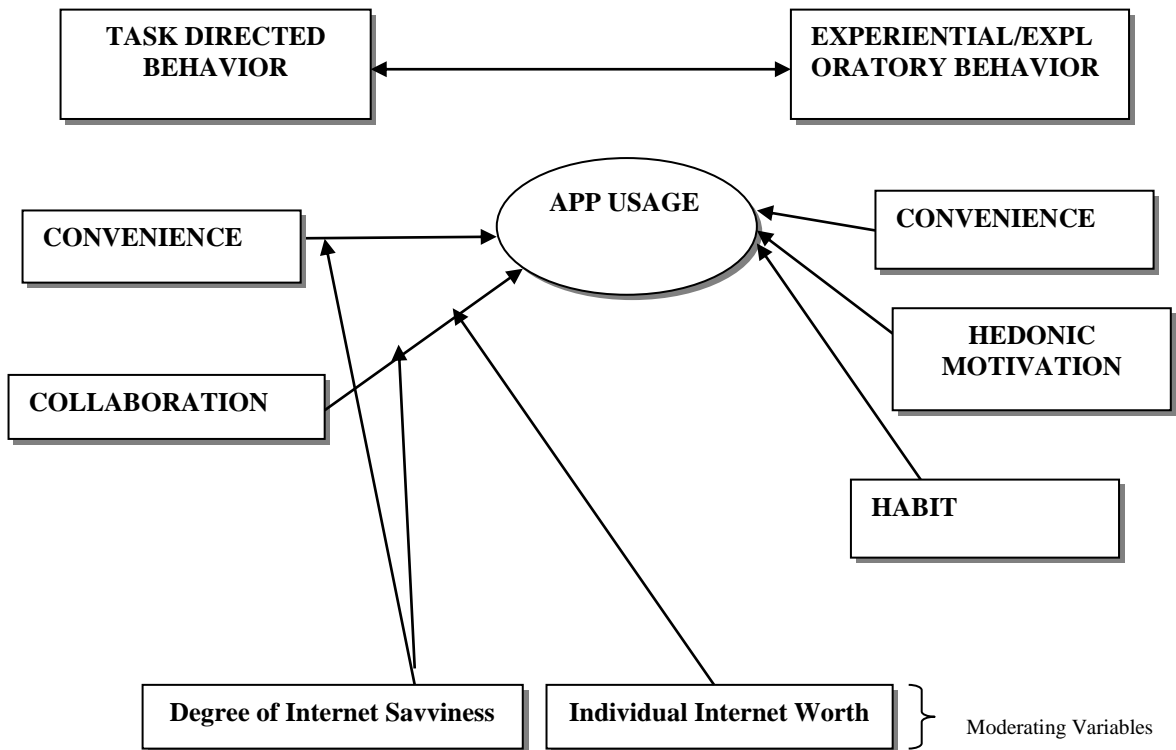 TASK DIRECTED
BEHAVIOR
EXPERIENTIAL/EXPL
ORATORY BEHAVIOR
APP USAGE
CONVENIENCE
CONVENIENCE
HEDONIC
MOTIVATION
COLLABORATION
HABIT
Degree of Internet Savviness
Individual Internet Worth
Moderating Variables